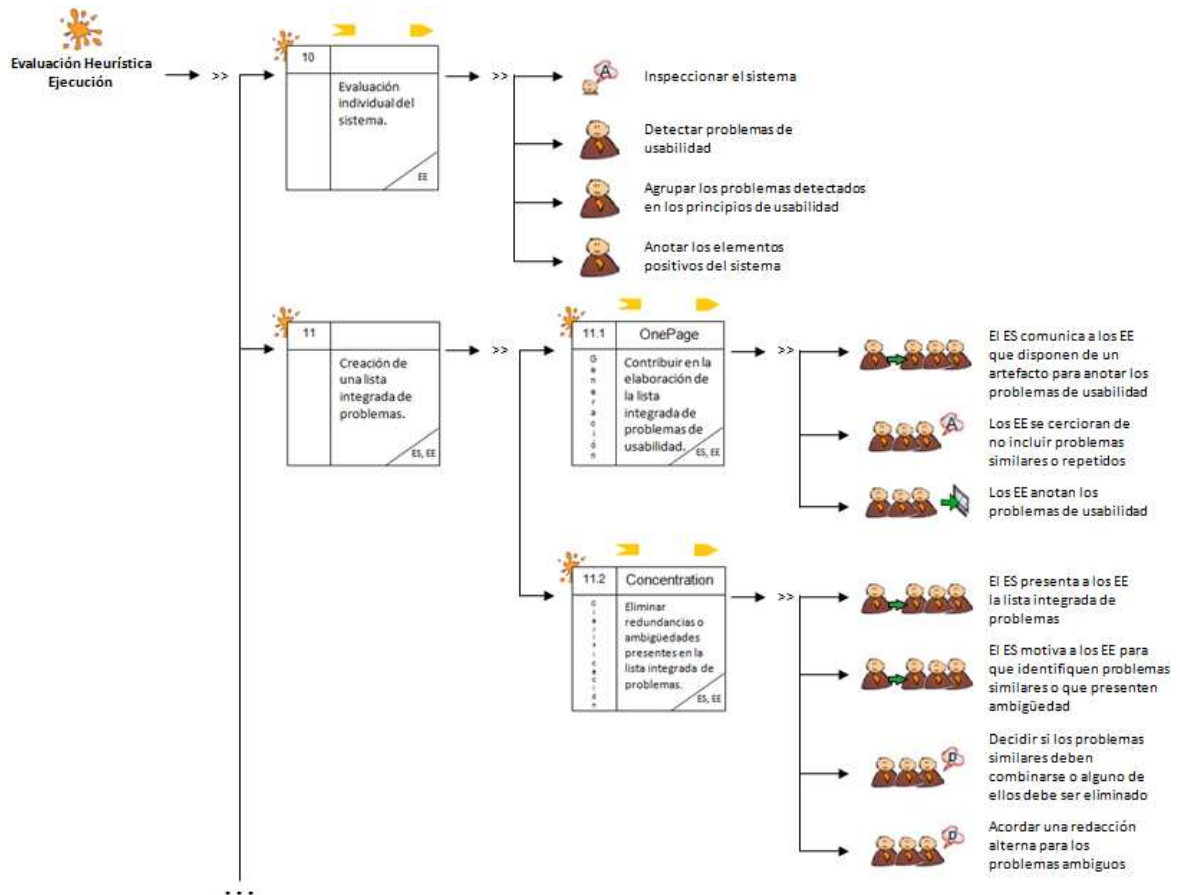 Evaluación Heurística
Ejecución
>>
10
Evaluación
individual del
sistema.
EE
>>
Inspeccionar el sistema
Detectar problemas de
usabilidad
Agrupar los problemas detectados
en los principios de usabilidad
Anotar los elementos
positivos del sistema
11
Creación de
una lista
integrada de
problemas.
ES, EE
>>
11.1
OnePage
Generación
Contribuir en la
elaboración de
la lista
integrada de
problemas de
usabilidad.
ES, EE
>>
El ES comunica a los EE
que disponen de un
artefacto para anotar los
problemas de usabilidad
A
Los EE se cercioran de
no incluir problemas
similares o repetidos
Los EE anotan los
problemas de usabilidad
11.2
Concentration
Clarificación
Eliminar
redundancias o
ambigüedades
presentes en la
lista integrada de
problemas.
ES, EE
>>
El ES presenta a los EE
la lista integrada de
problemas
El ES motiva a los EE para
que identifiquen problemas
similares o que presenten
ambigüedad
D
Decidir si los problemas
similares deben
combinarse o alguno de
ellos debe ser eliminado
D
Acordar una redacción
alterna para los
problemas ambiguos
...